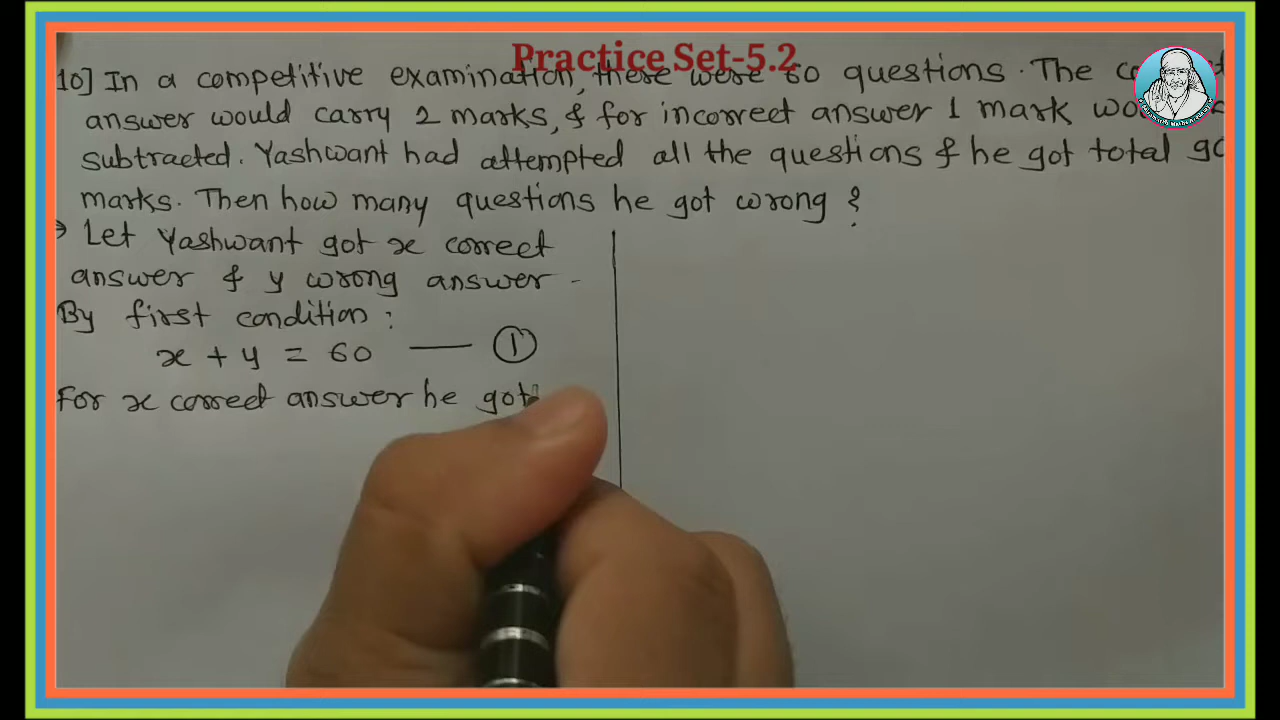 Practice Set-5.2
10] In a competitive examination, there were 60 questions. The
answer would carry 2 marks, & for incorrect answer 1 mark
subtracted. Yashwant had attempted all the questions & he got total
marks. Then how many questions he got wrong ?
→ Let Yashwant got x correct
answer & y wrong answer -
By first condition :
x + y = 60 — ①
For x correct answer he got